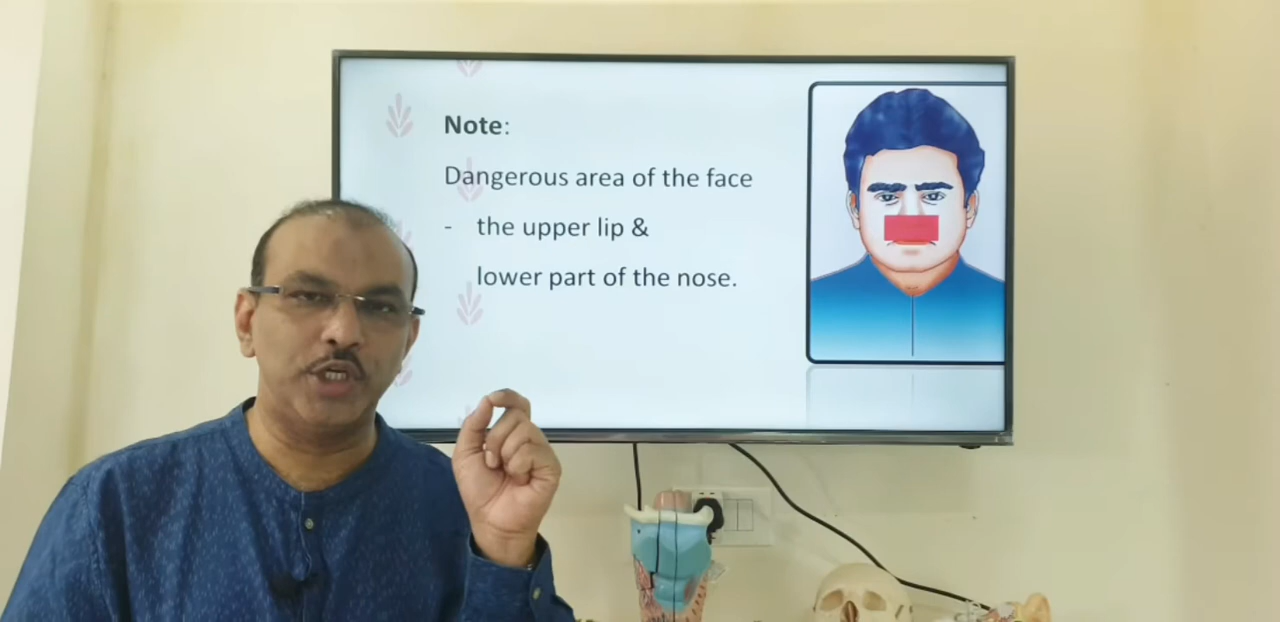 Note:
Dangerous area of the face
- the upper lip &
lower part of the nose.